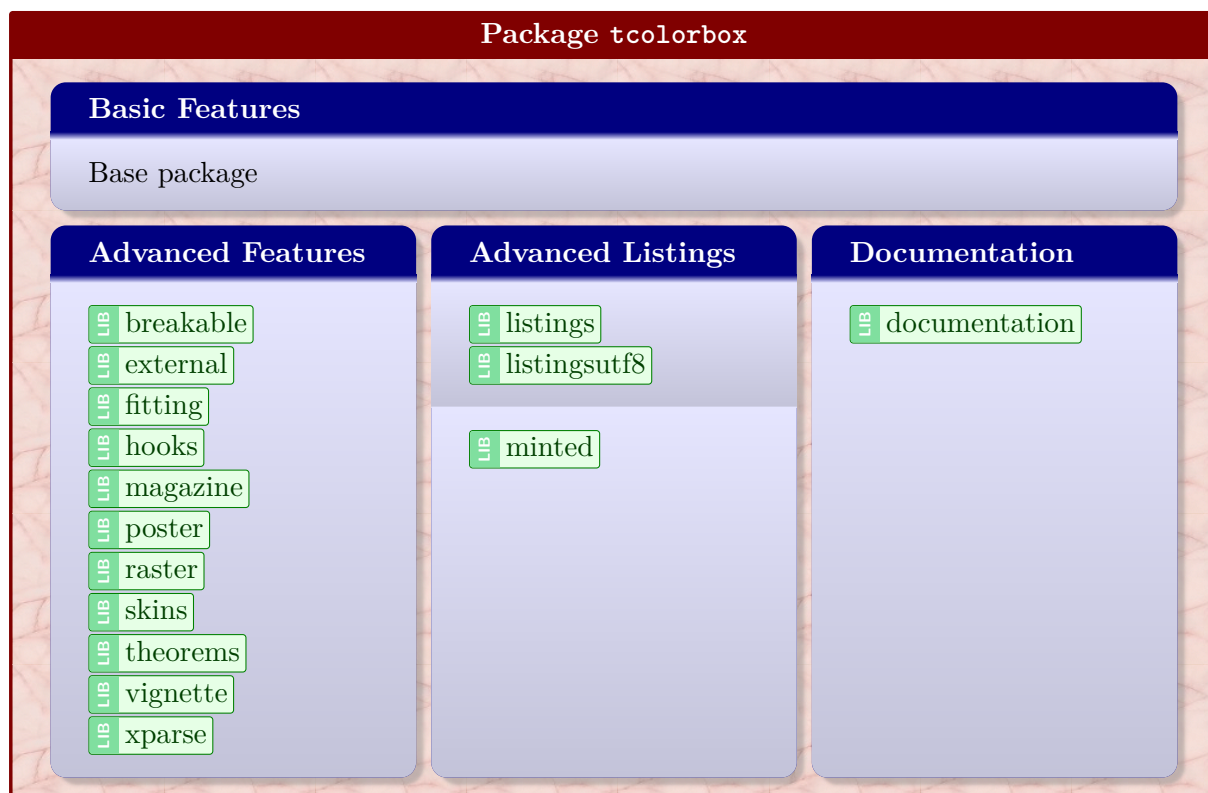 Package tcolorbox
Basic Features
Base package
Advanced Features
LIB breakable
LIB external
LIB fitting
LIB hooks
LIB magazine
LIB poster
LIB raster
LIB skins
LIB theorems
LIB vignette
LIB xparse
Advanced Listings
LIB listings
LIB listingsutf8
LIB minted
Documentation
LIB documentation